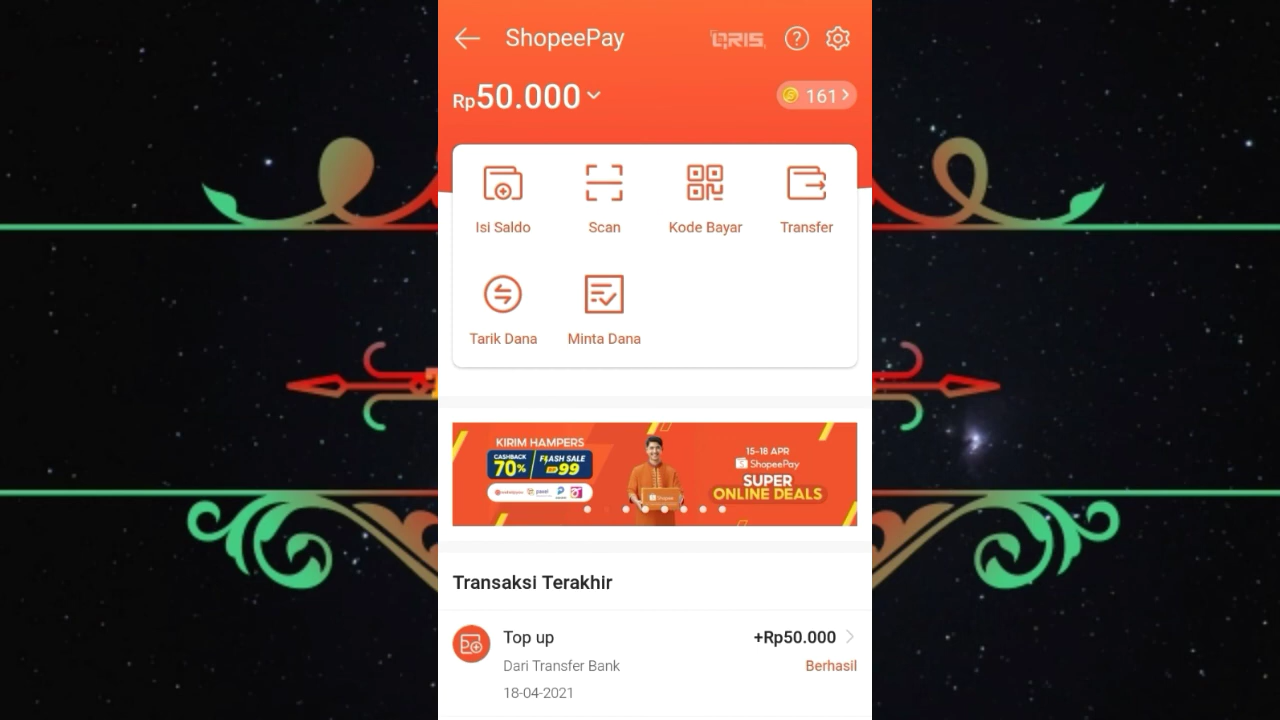 ShopeePay
QRIS
Rp50.000
161
Isi Saldo
Scan
Kode Bayar
Transfer
Tarik Dana
Minta Dana
KIRIM HAMPERS
CASHBACK
70%
FLASH SALE
RP99
15-18 APR
ShopeePay
SUPER
ONLINE DEALS
Shopee
Transaksi Terakhir
Top up
+Rp50.000
Dari Transfer Bank
Berhasil
18-04-2021